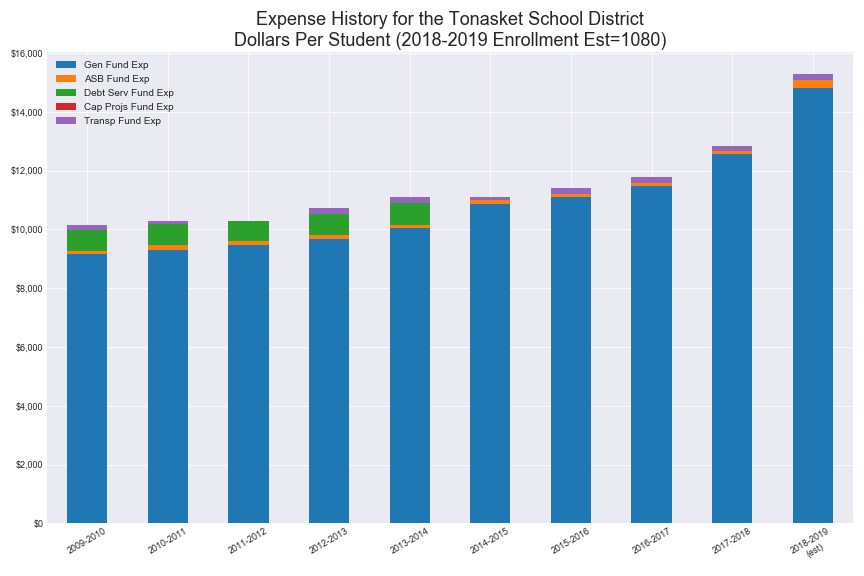 Expense History for the Tonasket School District
Dollars Per Student (2018-2019 Enrollment Est=1080)
Gen Fund Exp
ASB Fund Exp
Debt Serv Fund Exp
Cap Projs Fund Exp
Transp Fund Exp
$16,000
$14,000
$12,000
$10,000
$8,000
$6,000
$4,000
$2,000
$0
2009-2010
2010-2011
2011-2012
2012-2013
2013-2014
2014-2015
2015-2016
2016-2017
2017-2018
2018-2019
(est)